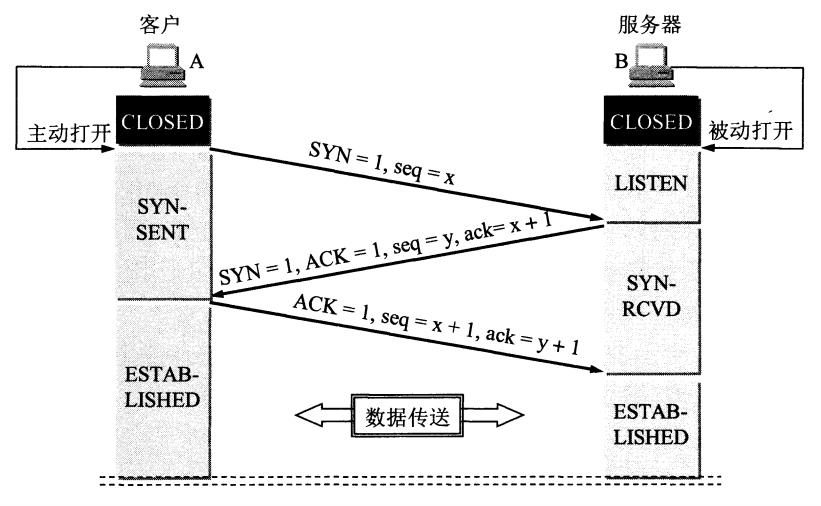 客户
服务器
A
B
CLOSED
CLOSED
主动打开
被动打开
SYN = 1, seq = x
LISTEN
SYN-
SENT
SYN = 1, ACK = 1, seq = y, ack= x + 1
SYN-
RCVD
ACK = 1, seq = x + 1, ack = y + 1
ESTAB-
LISHED
数据传送
ESTAB-
LISHED